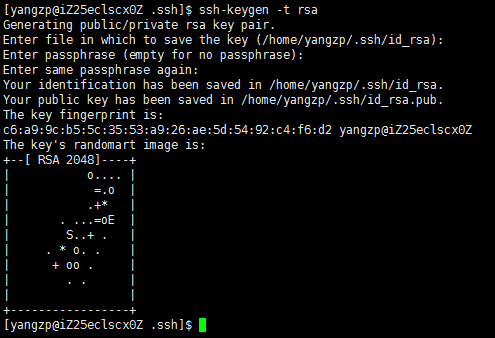 [yangzp@iZ25eclscx0Z .ssh]$ ssh-keygen -t rsa
Generating public/private rsa key pair.
Enter file in which to save the key (/home/yangzp/.ssh/id_rsa):
Enter passphrase (empty for no passphrase):
Enter same passphrase again:
Your identification has been saved in /home/yangzp/.ssh/id_rsa.
Your public key has been saved in /home/yangzp/.ssh/id_rsa.pub.
The key fingerprint is:
c6:a9:9c:b5:5c:35:53:a9:26:ae:5d:54:92:c4:f6:d2 yangzp@iZ25eclscx0Z
The key's randomart image is:
+--[ RSA 2048]----+
|           o.... |
|            =.o  |
|           .+*   |
|       . ...=oE  |
|        S..+ .   |
|     . * o. .    |
|      + oo .     |
|        . .      |
|                 |
+-----------------+
[yangzp@iZ25eclscx0Z .ssh]$